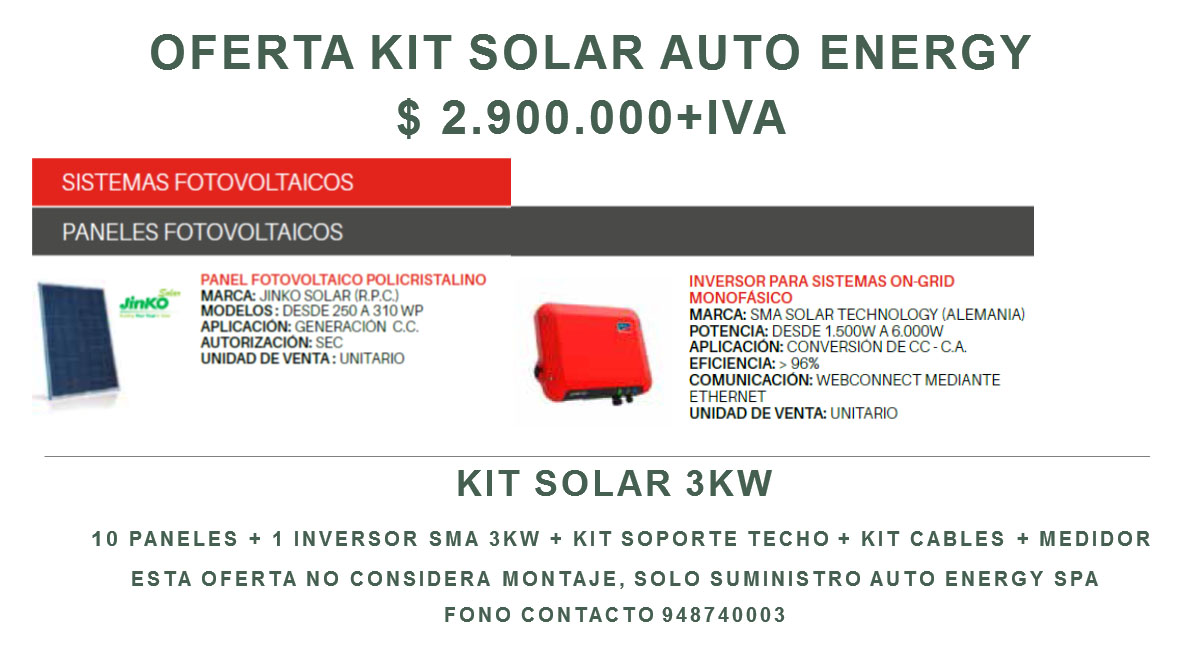 OFERTA KIT SOLAR AUTO ENERGY
$ 2.900.000+IVA
SISTEMAS FOTOVOLTAICOS
PANELES FOTOVOLTAICOS
JinKO Solar
PANEL FOTOVOLTAICO POLICRISTALINO
MARCA: JINKO SOLAR (R.P.C.)
MODELOS : DESDE 250 A 310 WP
APLICACIÓN: GENERACIÓN C.C.
AUTORIZACIÓN: SEC
UNIDAD DE VENTA : UNITARIO
INVERSOR PARA SISTEMAS ON-GRID
MONOFÁSICO
MARCA: SMA SOLAR TECHNOLOGY (ALEMANIA)
POTENCIA: DESDE 1.500W A 6.000W
APLICACIÓN: CONVERSIÓN DE CC - C.A.
EFICIENCIA: > 96%
COMUNICACIÓN: WEBCONNECT MEDIANTE
ETHERNET
UNIDAD DE VENTA: UNITARIO
KIT SOLAR 3KW
10 PANELES + 1 INVERSOR SMA 3KW + KIT SOPORTE TECHO + KIT CABLES + MEDIDOR
ESTA OFERTA NO CONSIDERA MONTAJE, SOLO SUMINISTRO AUTO ENERGY SPA
FONO CONTACTO 948740003